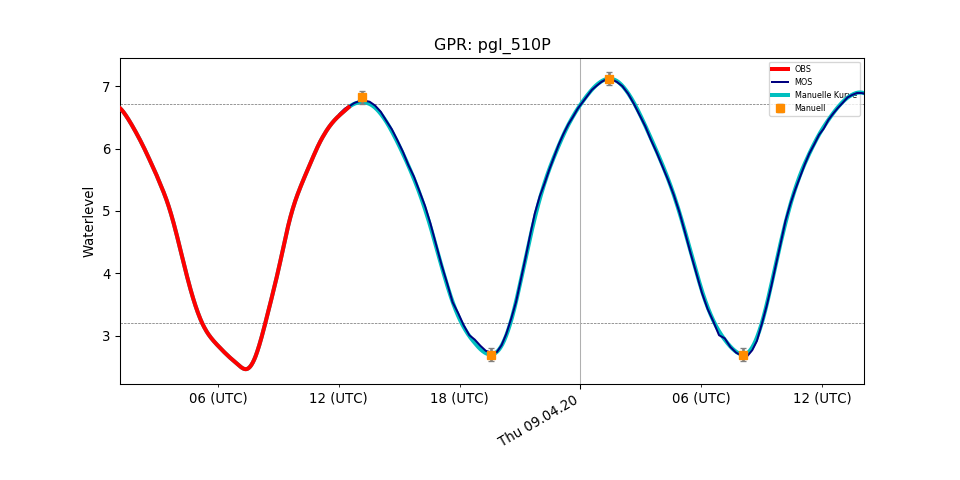 GPR: pgl_510P
OBS
MOS
Manuelle Kurve
Manuell
Waterlevel
7
6
5
4
3
06 (UTC)
12 (UTC)
18 (UTC)
Thu 09.04.20
06 (UTC)
12 (UTC)